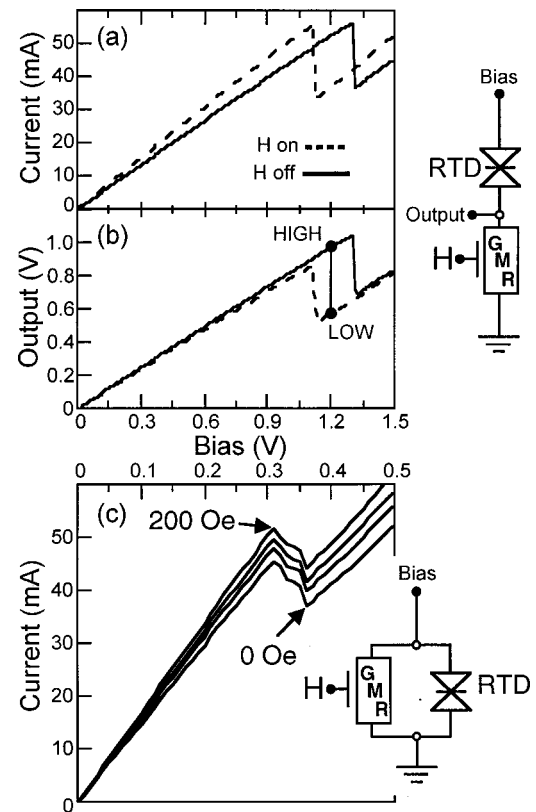 (a)
Current (mA)
50
40
30
20
10
0
H on
H off
(b)
Output (V)
1.0
0.8
0.6
0.4
0.2
0
HIGH
LOW
0 0.3 0.6 0.9 1.2 1.5
Bias (V)
Bias
RTD
Output
H
GMR
0 0.1 0.2 0.3 0.4 0.5
(c)
Current (mA)
50
40
30
20
10
0
200 Oe
0 Oe
Bias
H
GMR
RTD